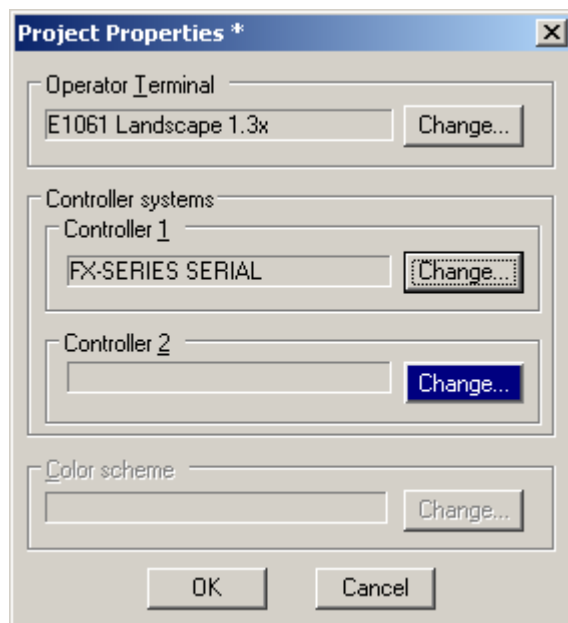 Project Properties *
Operator Terminal
E1061 Landscape 1.3x
Change...
Controller systems
Controller 1
FX-SERIES SERIAL
Change...
Controller 2
Change...
Color scheme
Change...
OK
Cancel